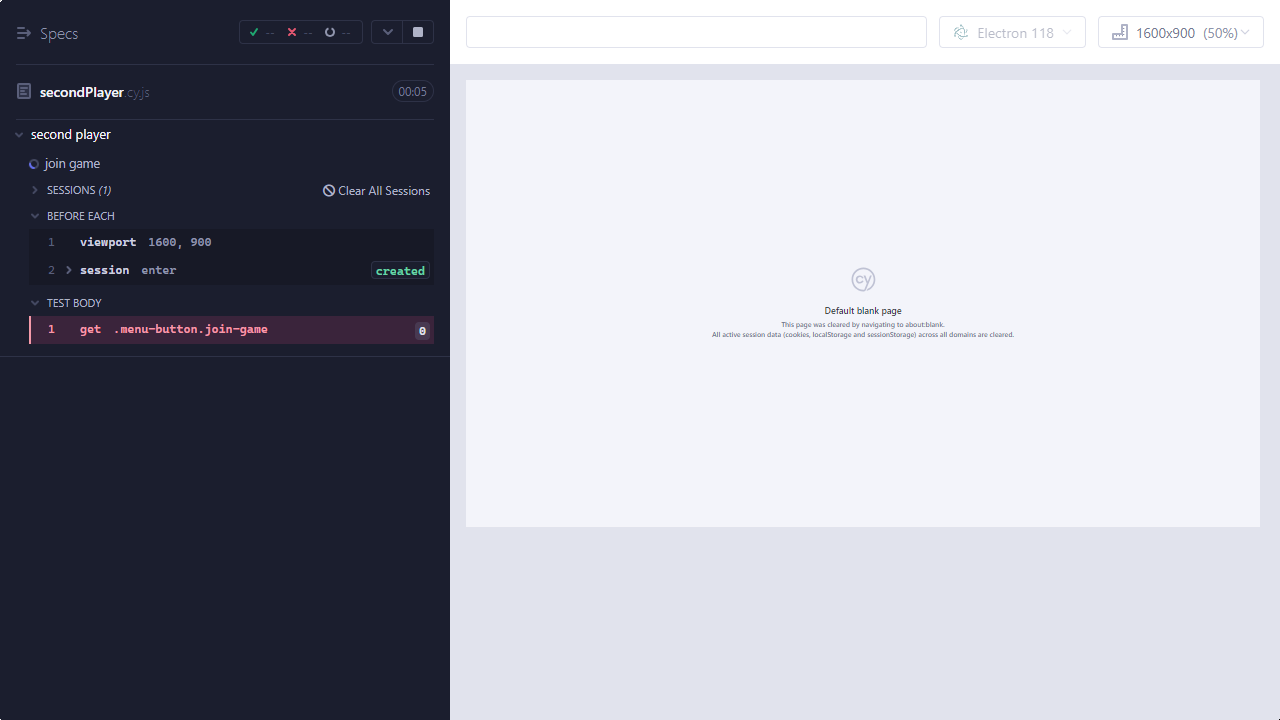 Specs
--
--
--
secondPlayer.cy.js
00:05
second player
join game
SESSIONS (1)
Clear All Sessions
BEFORE EACH
1 viewport 1600, 900
2 session enter created
TEST BODY
1 get .menu-button.join-game 0
Electron 118
1600x900 (50%)
cy
Default blank page
This page was cleared by navigating to about:blank.
All active session data (cookies, localStorage and sessionStorage) across all domains are cleared.